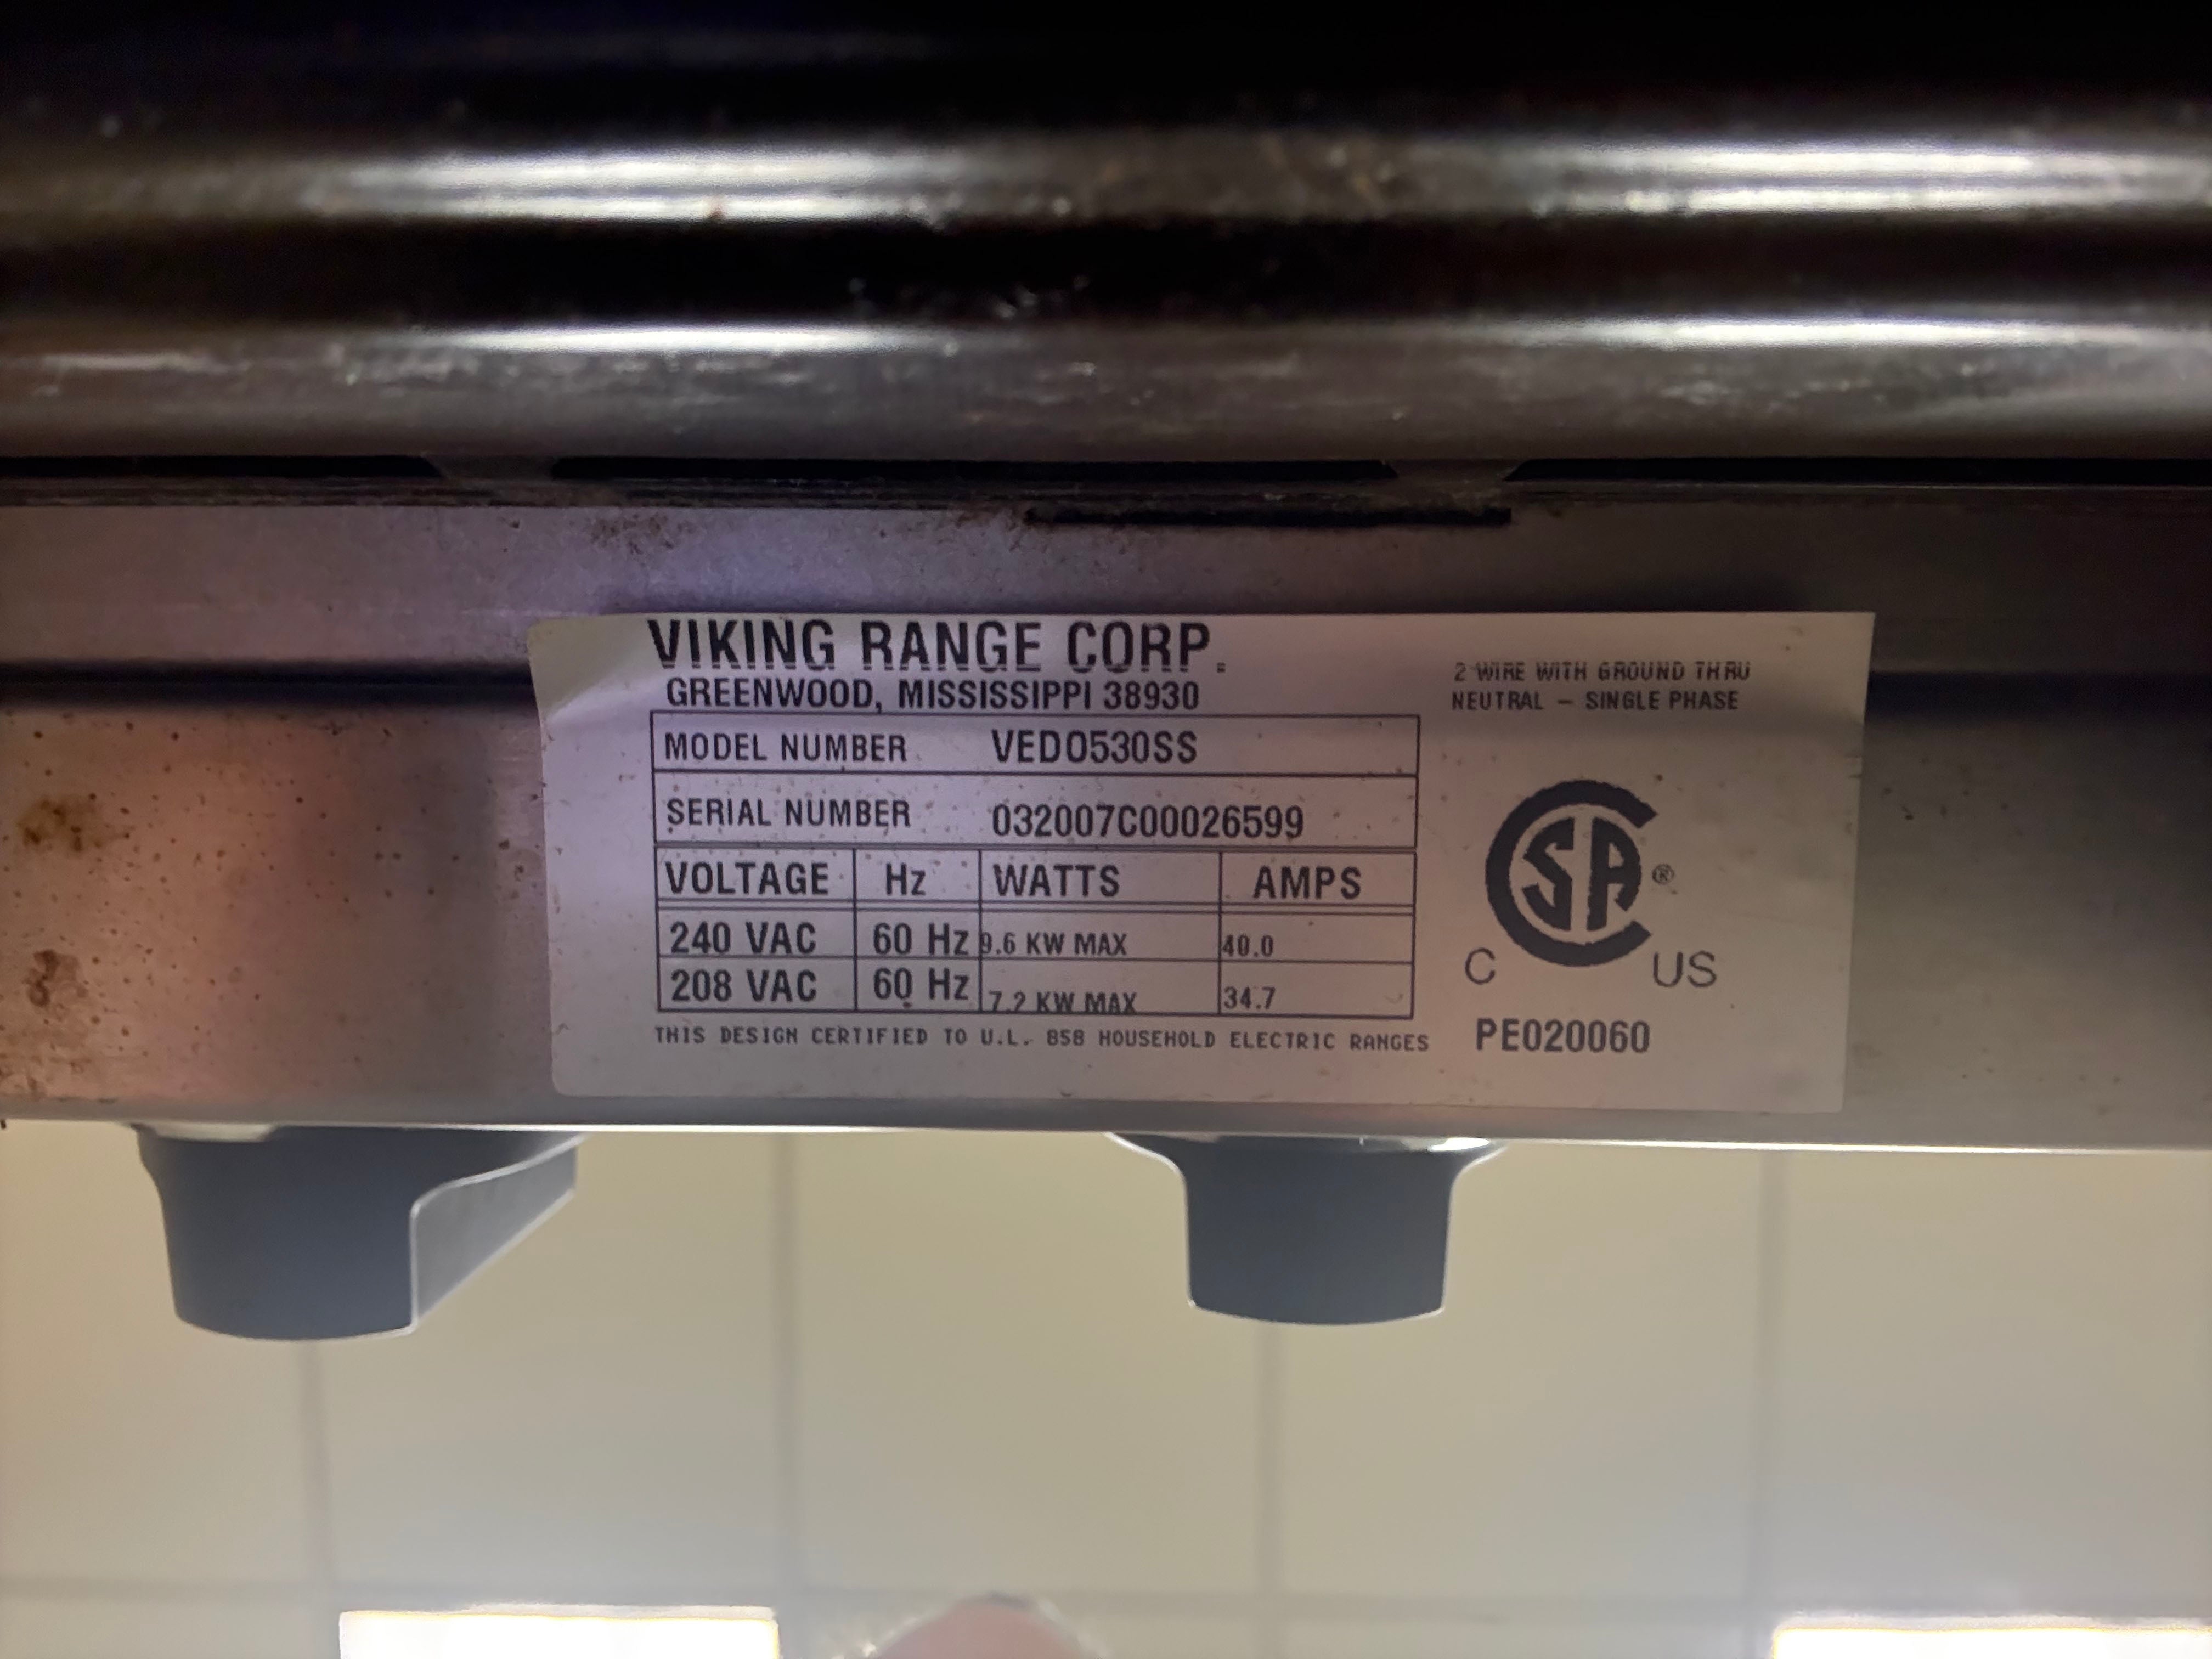 VIKING RANGE CORP.
GREENWOOD, MISSISSIPPI 38930
2 WIRE WITH GROUND THRU
NEUTRAL – SINGLE PHASE
MODEL NUMBER VEDO530SS
SERIAL NUMBER 032007C00026599
VOLTAGE Hz WATTS AMPS
240 VAC 60 Hz 9.6 KW MAX 40.0
208 VAC 60 Hz 7.2 KW MAX 34.7
THIS DESIGN CERTIFIED TO U.L. 858 HOUSEHOLD ELECTRIC RANGES
CSA ®
C US
PE020060